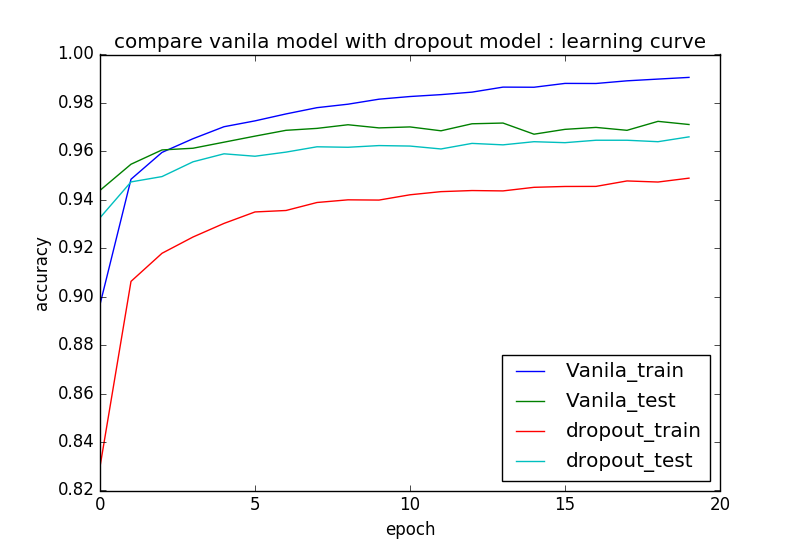 compare vanila model with dropout model : learning curve
1.00
0.98
0.96
0.94
0.92
0.90
0.88
0.86
0.84
0.82
accuracy
0 5 10 15 20
epoch
Vanila_train
Vanila_test
dropout_train
dropout_test